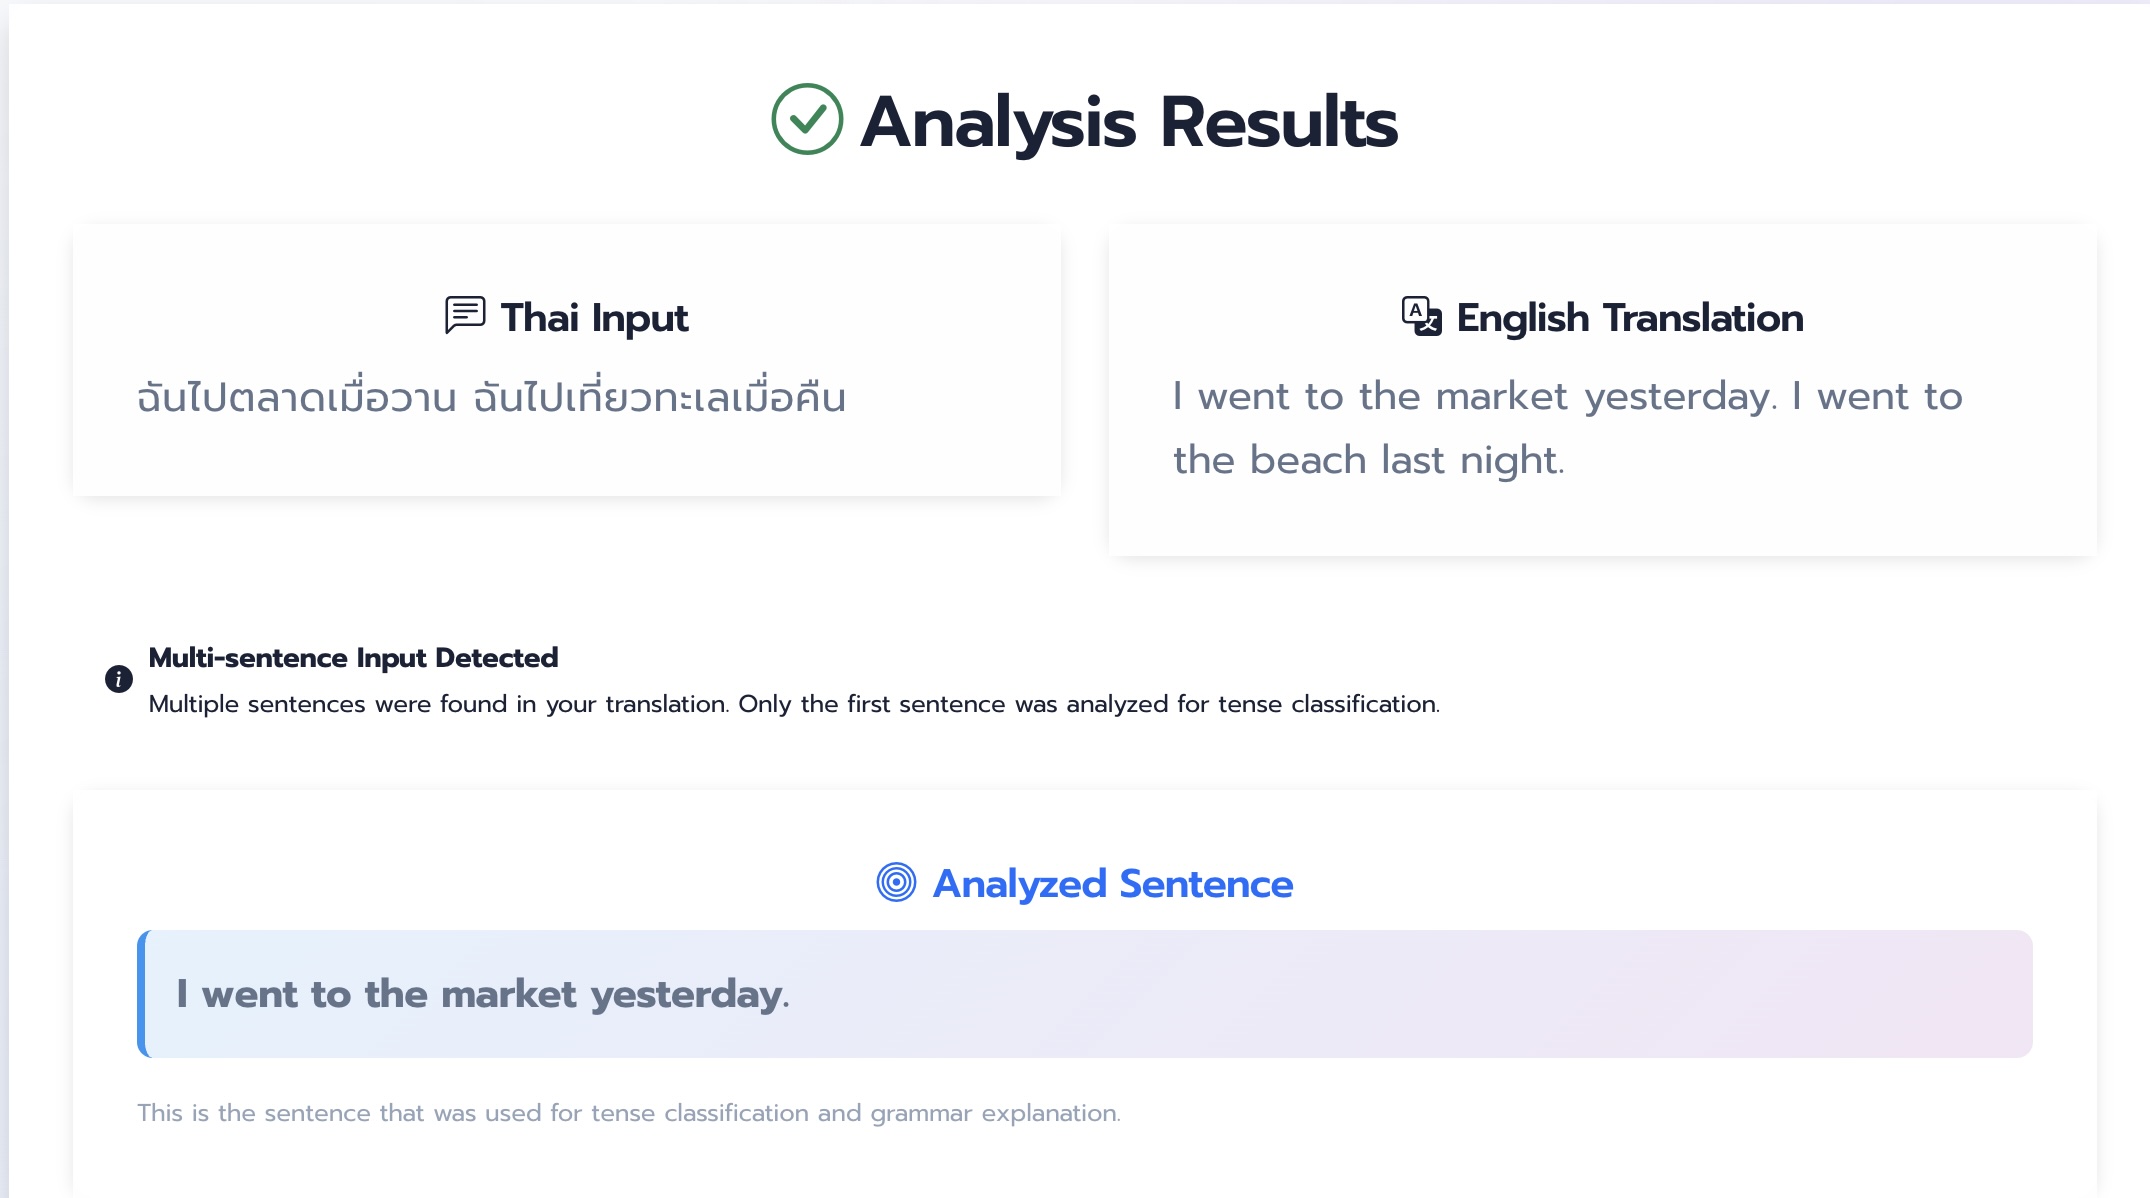 Analysis Results
Thai Input
ฉันไปตลาดเมื่อวาน ฉันไปเที่ยวทะเลเมื่อคืน
English Translation
I went to the market yesterday. I went to
the beach last night.
Multi-sentence Input Detected
Multiple sentences were found in your translation. Only the first sentence was analyzed for tense classification.
Analyzed Sentence
I went to the market yesterday.
This is the sentence that was used for tense classification and grammar explanation.